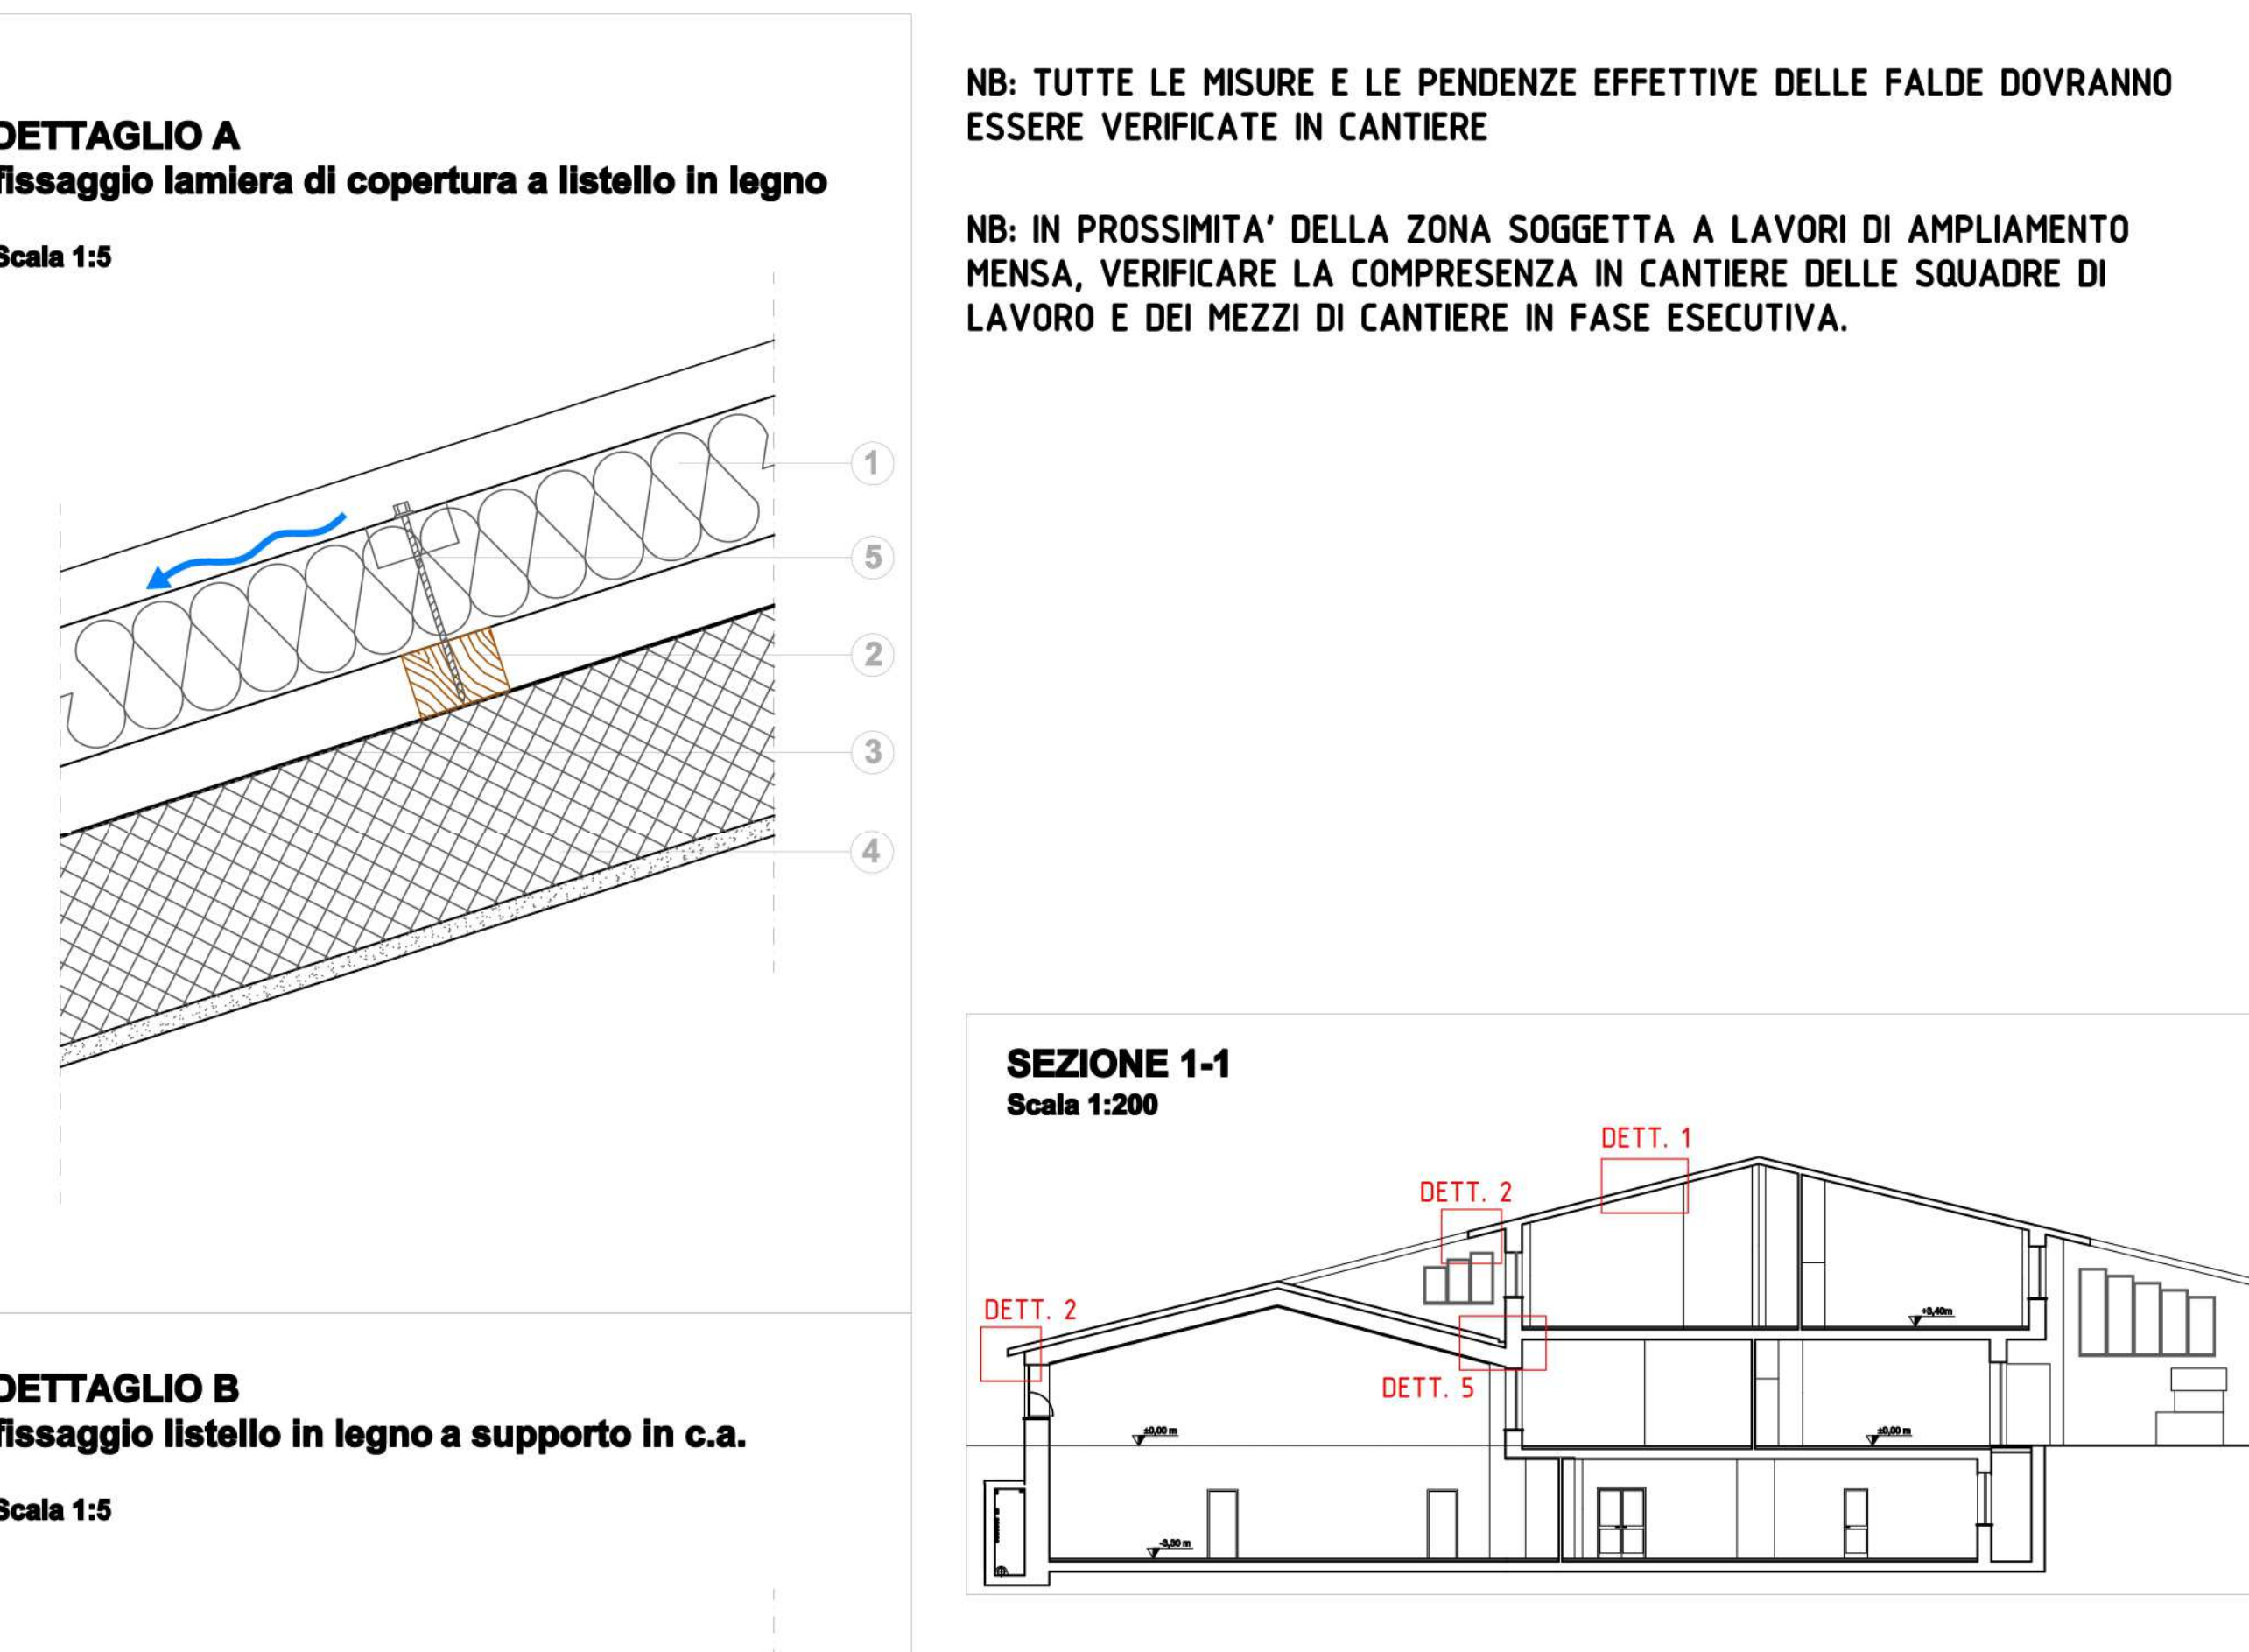 DETTAGLIO A
fissaggio lamiera di copertura a listello in legno
Scala 1:5
1
5
2
3
4
DETTAGLIO B
fissaggio listello in legno a supporto in c.a.
Scala 1:5
NB: TUTTE LE MISURE E LE PENDENZE EFFETTIVE DELLE FALDE DOVRANNO
ESSERE VERIFICATE IN CANTIERE
NB: IN PROSSIMITA' DELLA ZONA SOGGETTA A LAVORI DI AMPLIAMENTO
MENSA, VERIFICARE LA COMPRESENZA IN CANTIERE DELLE SQUADRE DI
LAVORO E DEI MEZZI DI CANTIERE IN FASE ESECUTIVA.
SEZIONE 1-1
Scala 1:200
DETT. 1
DETT. 2
DETT. 2
+3,40m
DETT. 5
±0,00 m
±0,00 m
-3,30 m